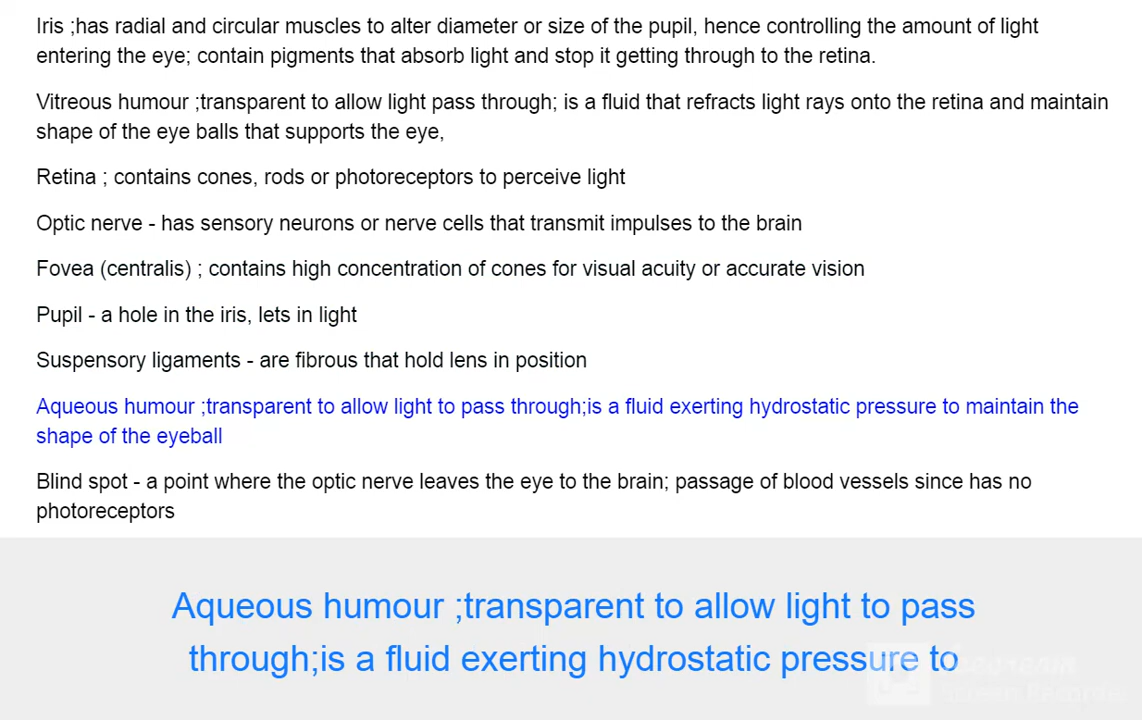 Iris ;has radial and circular muscles to alter diameter or size of the pupil, hence controlling the amount of light
entering the eye; contain pigments that absorb light and stop it getting through to the retina.
Vitreous humour ;transparent to allow light pass through; is a fluid that refracts light rays onto the retina and maintain
shape of the eye balls that supports the eye,
Retina ; contains cones, rods or photoreceptors to perceive light
Optic nerve - has sensory neurons or nerve cells that transmit impulses to the brain
Fovea (centralis) ; contains high concentration of cones for visual acuity or accurate vision
Pupil - a hole in the iris, lets in light
Suspensory ligaments - are fibrous that hold lens in position
Aqueous humour ;transparent to allow light to pass through;is a fluid exerting hydrostatic pressure to maintain the
shape of the eyeball
Blind spot - a point where the optic nerve leaves the eye to the brain; passage of blood vessels since has no
photoreceptors
Aqueous humour ;transparent to allow light to pass
through;is a fluid exerting hydrostatic pressure to
Screen Recorder